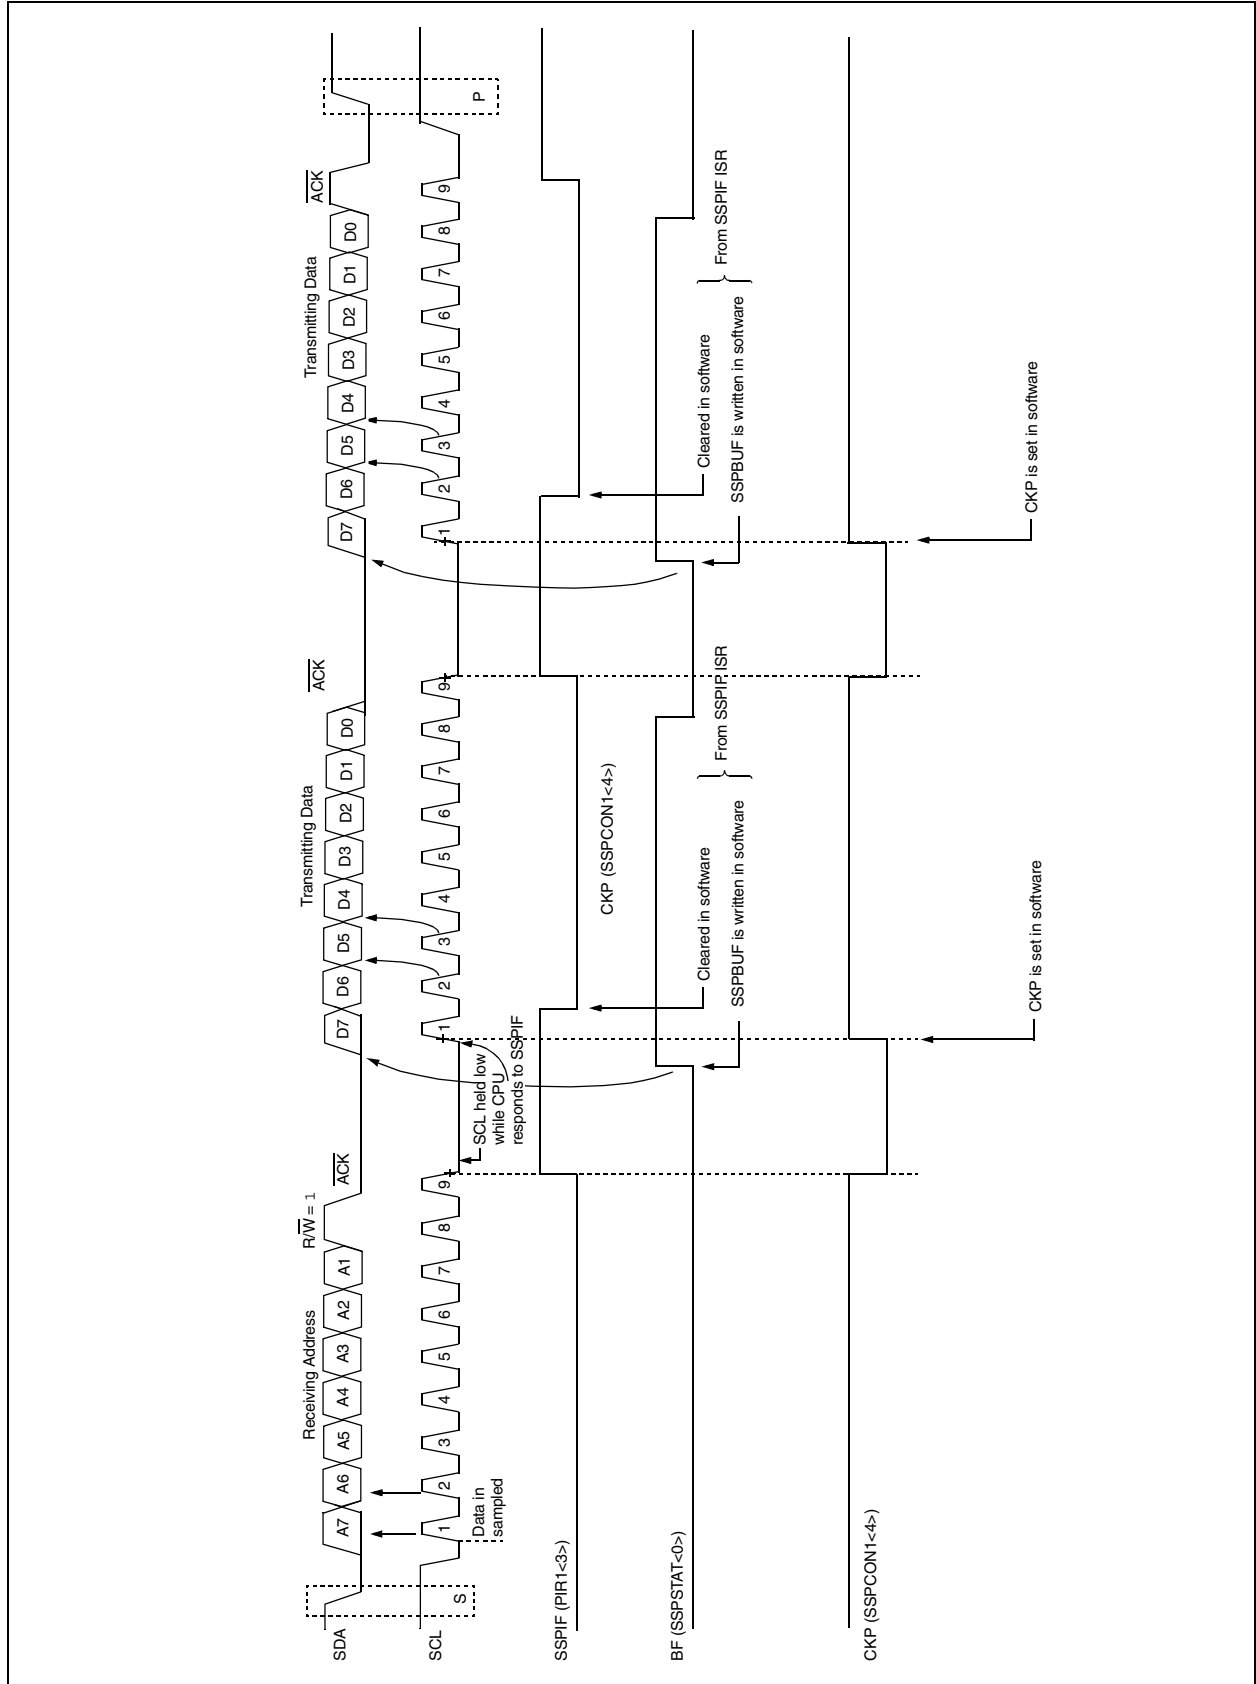 Receiving Address R/W = 1 ACK Transmitting Data ACK Transmitting Data ACK
SDA A7 A6 A5 A4 A3 A2 A1 D7 D6 D5 D4 D3 D2 D1 D0 D7 D6 D5 D4 D3 D2 D1 D0
SCL 1 2 3 4 5 6 7 8 9 1 2 3 4 5 6 7 8 9 1 2 3 4 5 6 7 8 9
S
P
Data in
sampled
SCL held low
while CPU
responds to SSPIF
SSPIF (PIR1<3>)
CKP (SSPCON1<4>)
BF (SSPSTAT<0>)
Cleared in software
SSPBUF is written in software
From SSPIF ISR
Cleared in software
SSPBUF is written in software
From SSPIF ISR
CKP (SSPCON1<4>)
CKP is set in software
CKP is set in software